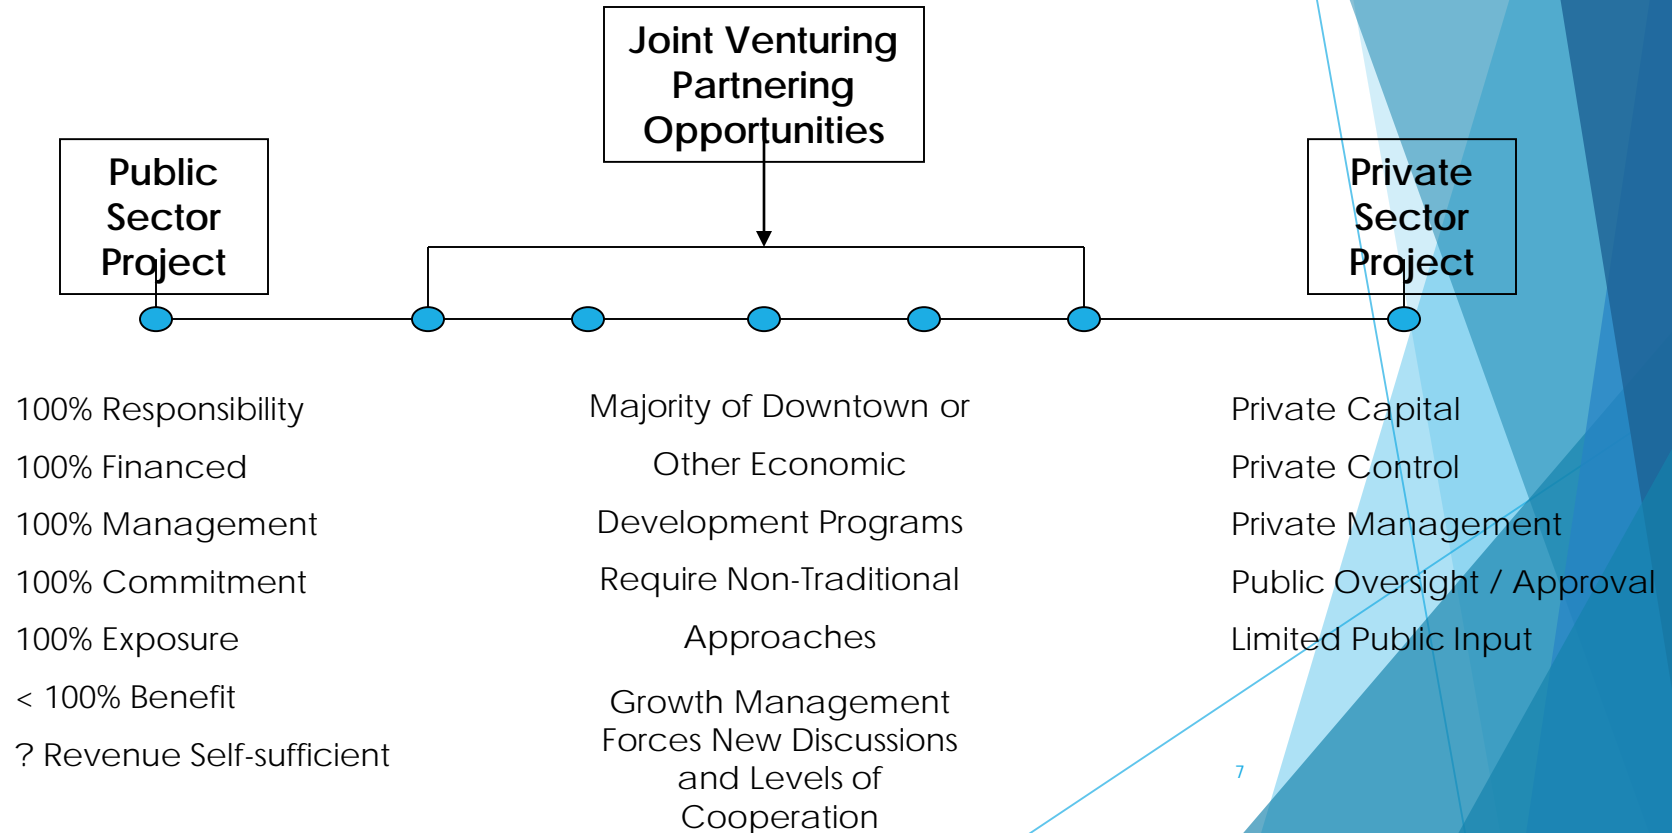 Joint Venturing
Partnering
Opportunities
Public
Sector
Project
Private
Sector
Project
100% Responsibility
100% Financed
100% Management
100% Commitment
100% Exposure
< 100% Benefit
? Revenue Self-sufficient
Majority of Downtown or
Other Economic
Development Programs
Require Non-Traditional
Approaches
Growth Management
Forces New Discussions
and Levels of
Cooperation
Private Capital
Private Control
Private Management
Public Oversight / Approval
Limited Public Input
7